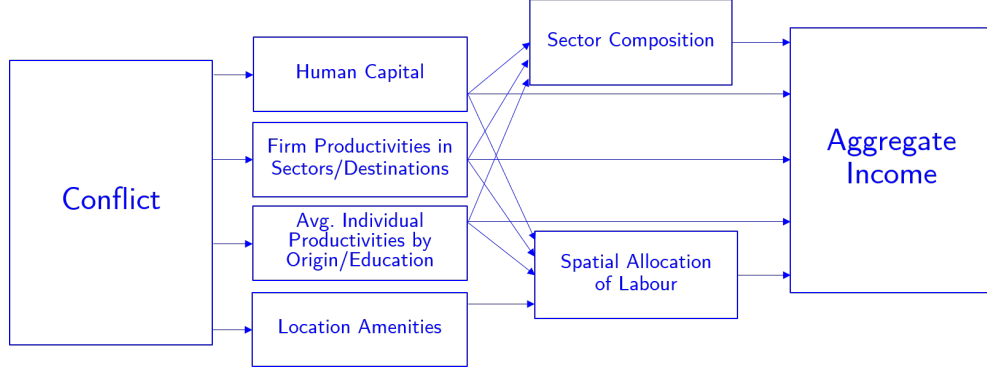 Conflict
Human Capital
Firm Productivities in
Sectors/Destinations
Avg. Individual
Productivities by
Origin/Education
Location Amenities
Sector Composition
Spatial Allocation
of Labour
Aggregate
Income